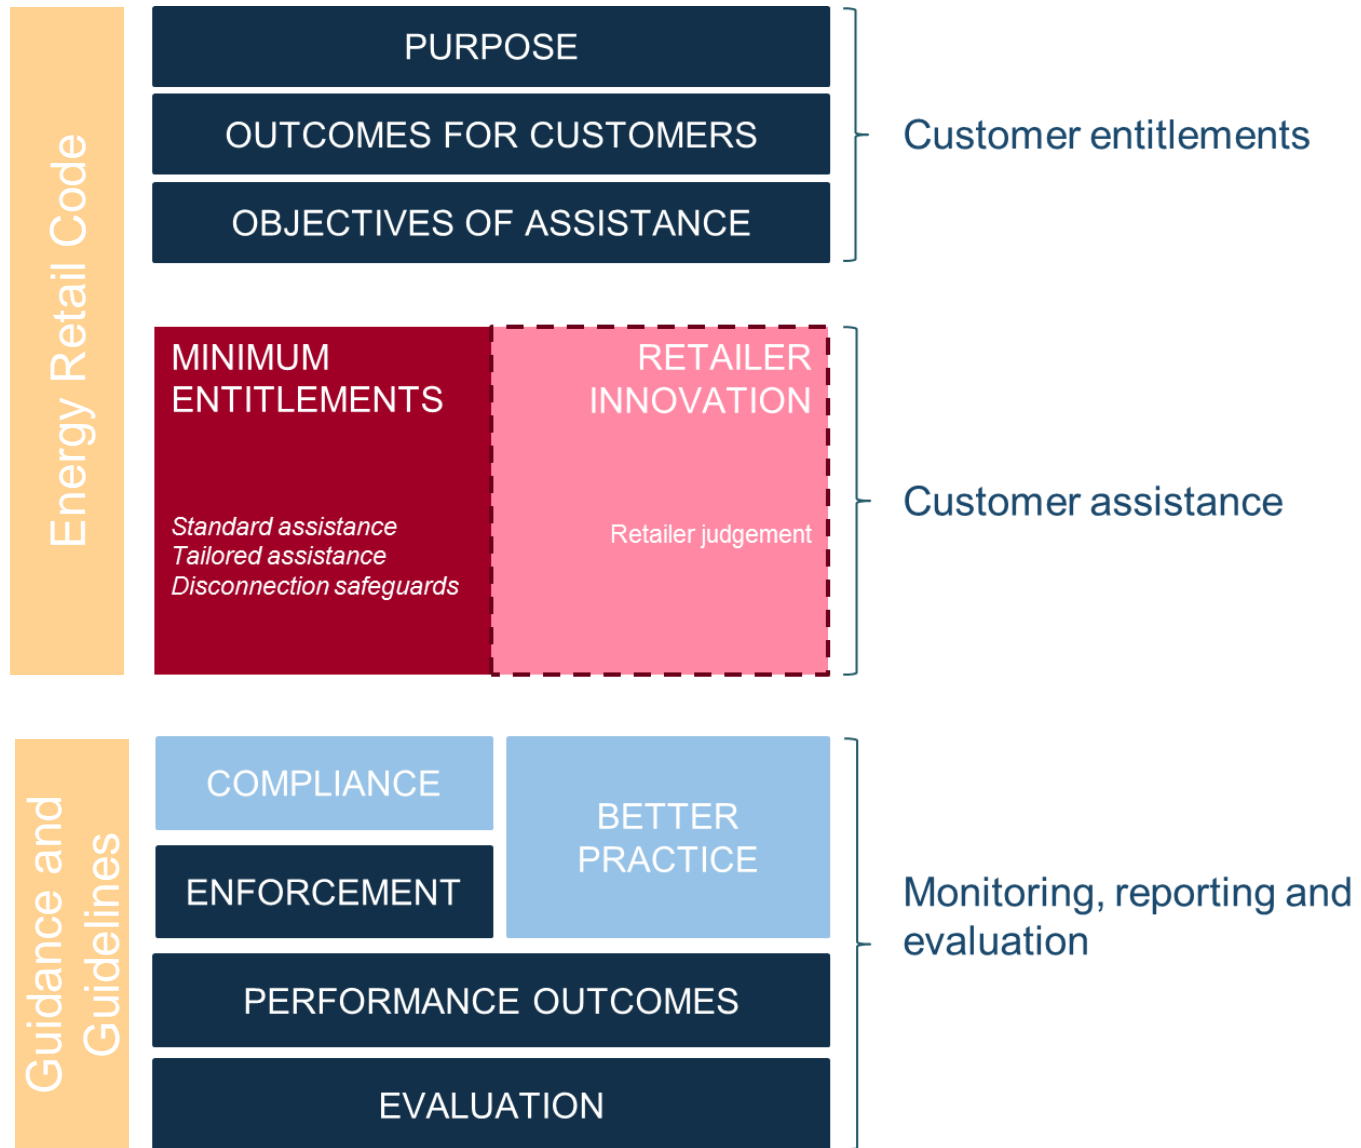 Energy Retail Code
PURPOSE
OUTCOMES FOR CUSTOMERS
OBJECTIVES OF ASSISTANCE
Customer entitlements
MINIMUM
ENTITLEMENTS
Standard assistance
Tailored assistance
Disconnection safeguards
RETAILER
INNOVATION
Retailer judgement
Customer assistance
Guidance and
Guidelines
COMPLIANCE
ENFORCEMENT
BETTER
PRACTICE
PERFORMANCE OUTCOMES
EVALUATION
Monitoring, reporting and
evaluation